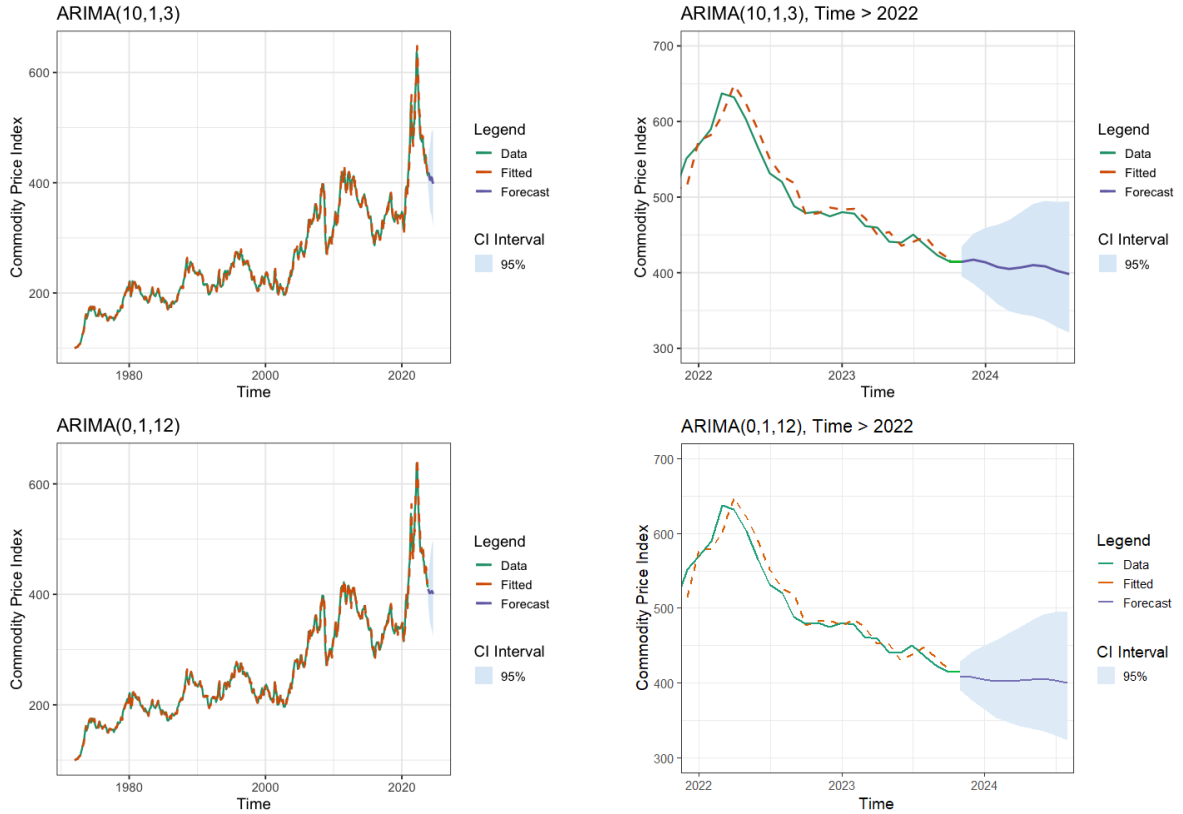 ARIMA(10,1,3)
Commodity Price Index
600
400
200
1980
2000
2020
Time
Legend
Data
Fitted
Forecast
CI Interval
95%
ARIMA(10,1,3), Time > 2022
Commodity Price Index
700
600
500
400
300
2022
2023
2024
Time
Legend
Data
Fitted
Forecast
CI Interval
95%
ARIMA(0,1,12)
Commodity Price Index
600
400
200
1980
2000
2020
Time
Legend
Data
Fitted
Forecast
CI Interval
95%
ARIMA(0,1,12), Time > 2022
Commodity Price Index
700
600
500
400
300
2022
2023
2024
Time
Legend
Data
Fitted
Forecast
CI Interval
95%